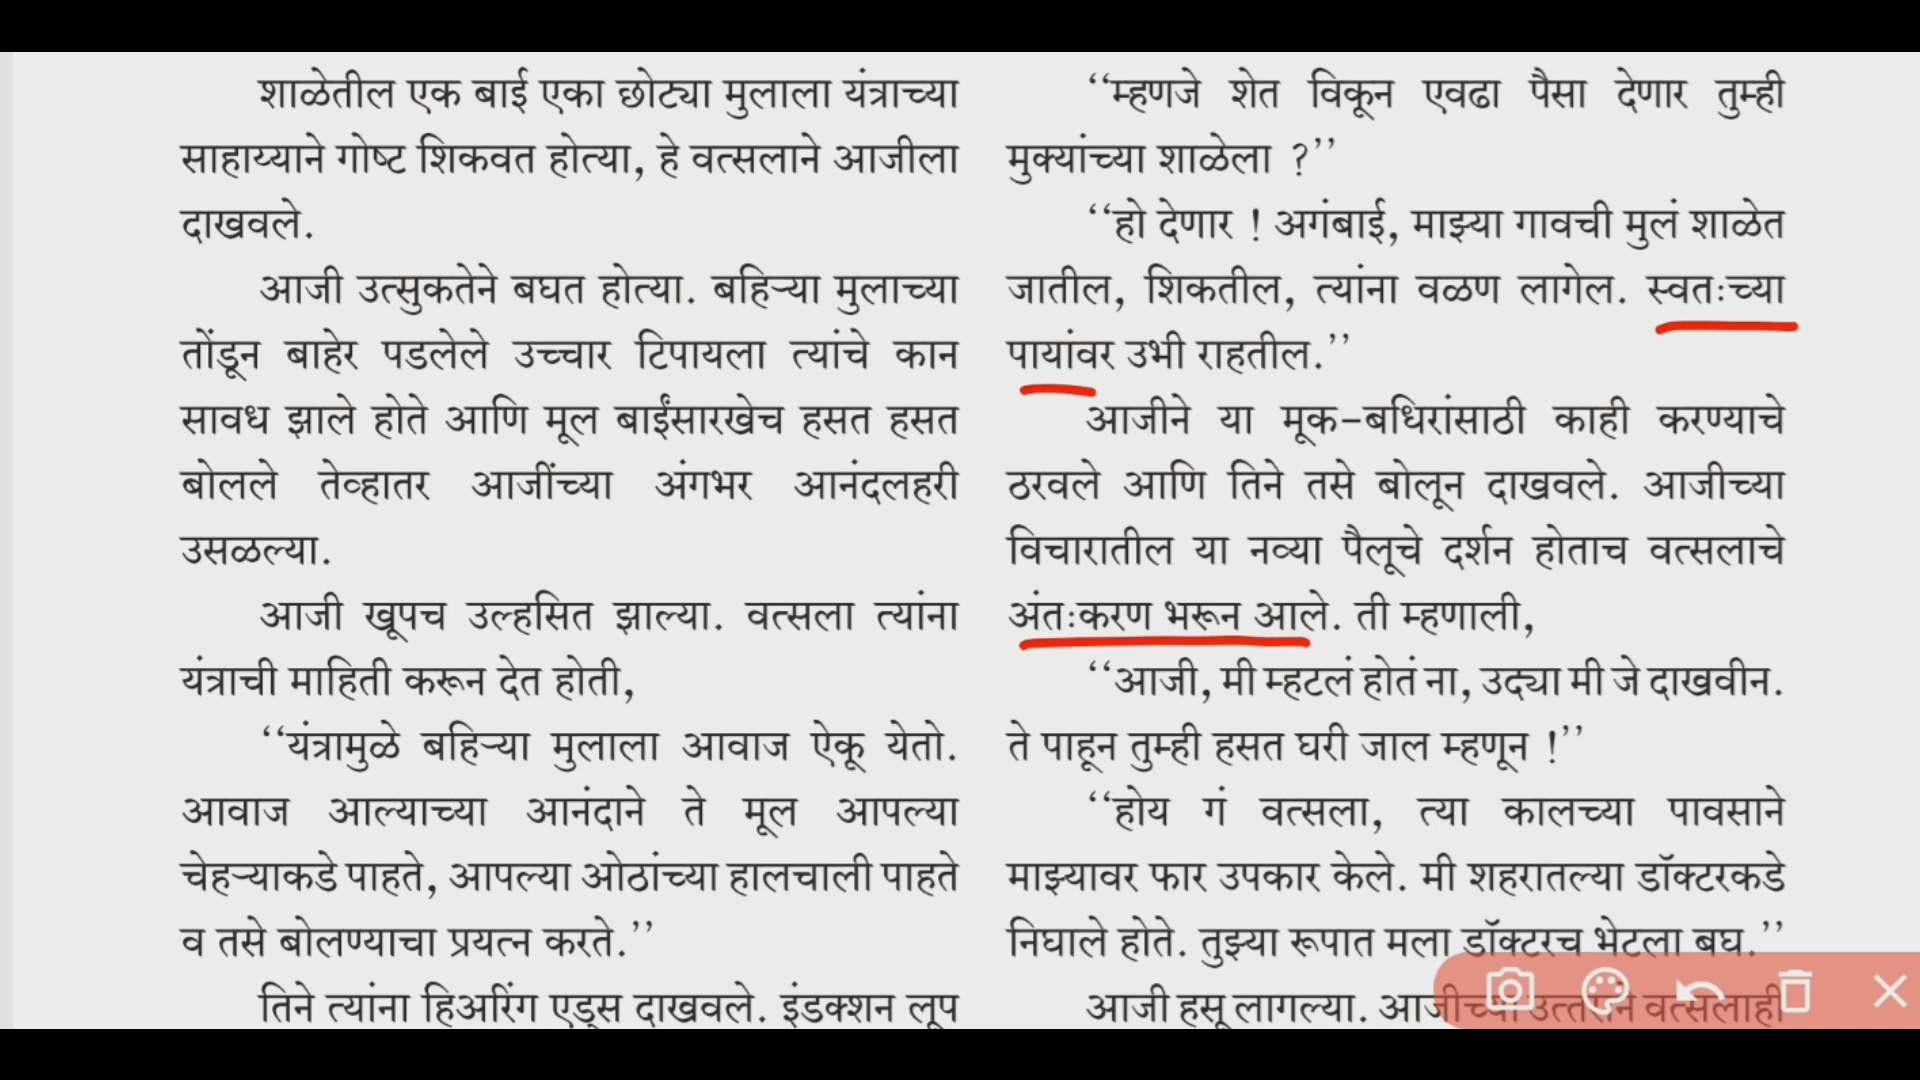 शाळेतील एक बाई एका छोट्या मुलाला यंत्राच्या
साहाय्याने गोष्ट शिकवत होत्या, हे वत्सलाने आजीला
दाखवले.
आजी उत्सुकतेने बघत होत्या. बहिऱ्या मुलाच्या
तोंडून बाहेर पडलेले उच्चार टिपायला त्यांचे कान
सावध झाले होते आणि मूल बाईंसारखेच हसत हसत
बोलले तेव्हातर आजींच्या अंगभर आनंदलहरी
उसळल्या.
आजी खूपच उल्हसित झाल्या. वत्सला त्यांना
यंत्राची माहिती करून देत होती,
‘‘यंत्रामुळे बहिऱ्या मुलाला आवाज ऐकू येतो.
आवाज आल्याच्या आनंदाने ते मूल आपल्या
चेहऱ्याकडे पाहते, आपल्या ओठांच्या हालचाली पाहते
व तसे बोलण्याचा प्रयत्न करते.’’
तिने त्यांना हिअरिंग एड्स दाखवले. इंडक्शन लूप
‘‘म्हणजे शेत विकून एवढा पैसा देणार तुम्ही
मुक्यांच्या शाळेला ?’’
‘‘हो देणार ! अगंबाई, माझ्या गावची मुलं शाळेत
जातील, शिकतील, त्यांना वळण लागेल. स्वतःच्या
पायांवर उभी राहतील.’’
आजीने या मूक-बधिरांसाठी काही करण्याचे
ठरवले आणि तिने तसे बोलून दाखवले. आजीच्या
विचारातील या नव्या पैलूचे दर्शन होताच वत्सलाचे
अंतःकरण भरून आले. ती म्हणाली,
‘‘आजी, मी म्हटलं होतं ना, उद्या मी जे दाखवीन.
ते पाहून तुम्ही हसत घरी जाल म्हणून !’’
‘‘होय गं वत्सला, त्या कालच्या पावसाने
माझ्यावर फार उपकार केले. मी शहरातल्या डॉक्टरकडे
निघाले होते. तुझ्या रूपात मला डॉक्टरच भेटला बघ.’’
आजी हसू लागल्या. आजीच्या उत्तराने वत्सलाही